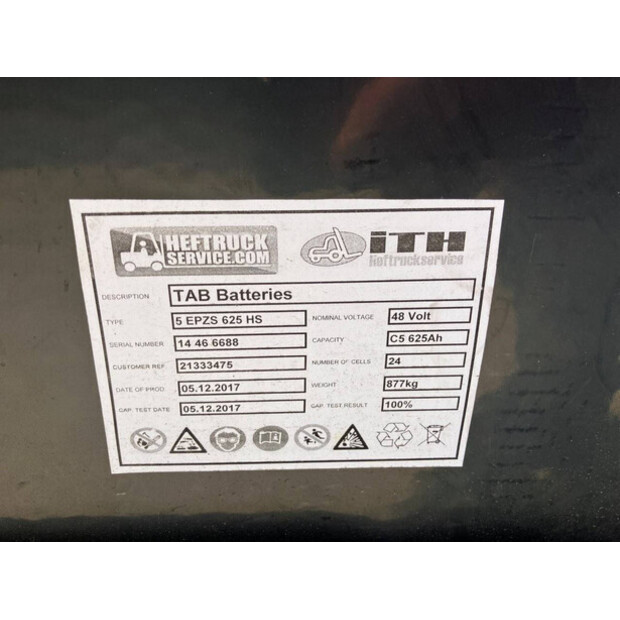 HEFTRUCK
SERVICE.COM
iTH
heftruckservice
DESCRIPTION TAB Batteries
TYPE 5 EPZS 625 HS NOMINAL VOLTAGE 48 Volt
SERIAL NUMBER 14 46 6688 CAPACITY C5 625Ah
CUSTOMER REF 21333475 NUMBER OF CELLS 24
DATE OF PROD. 05.12.2017 WEIGHT 877kg
CAP. TEST DATE 05.12.2017 CAP. TEST RESULT 100%